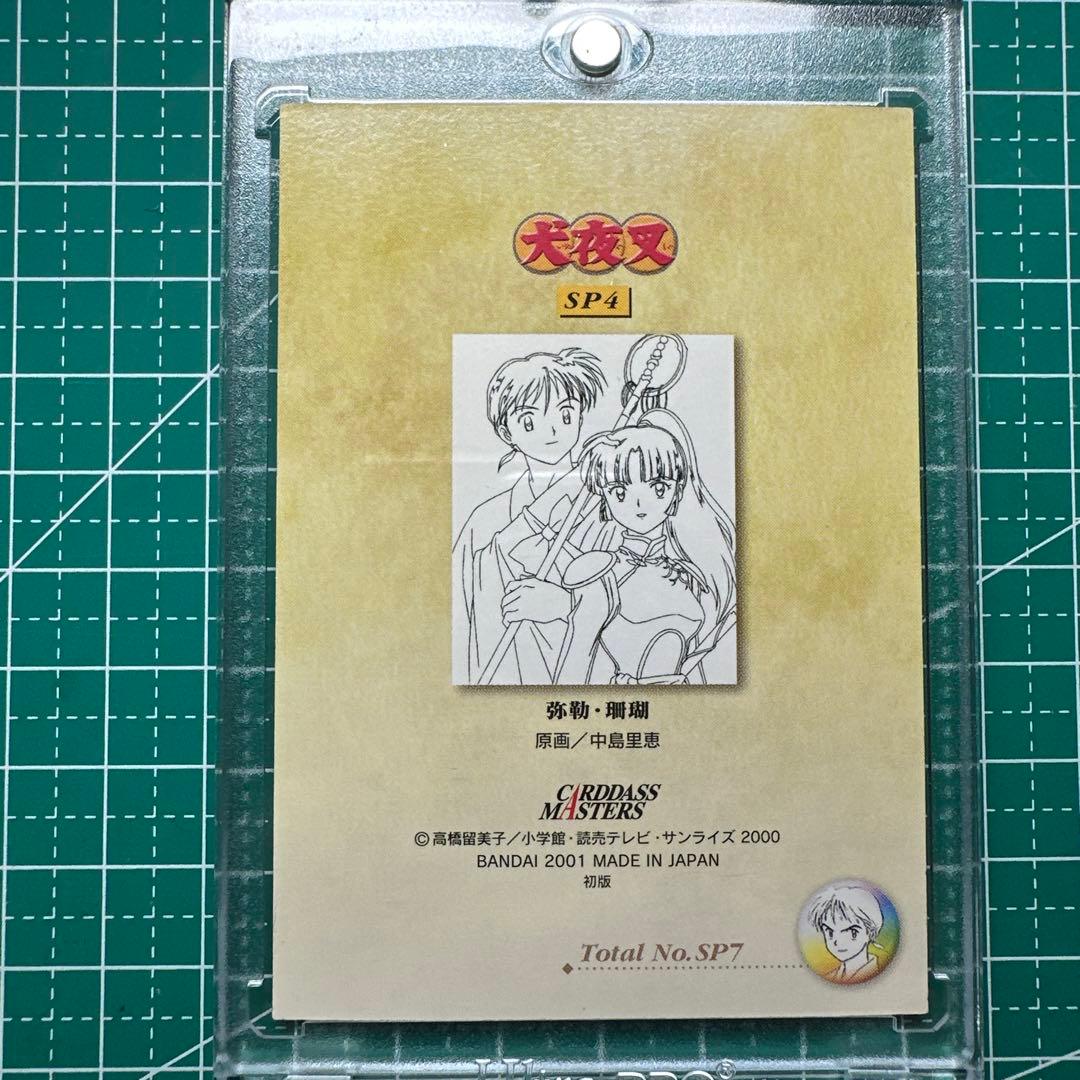 犬夜叉
SP4
弥勒・珊瑚
原画／中島里恵
CARDDASS
MASTERS
©高橋留美子／小学館・読売テレビ・サンライズ 2000
BANDAI 2001 MADE IN JAPAN
初版
Total No. SP7